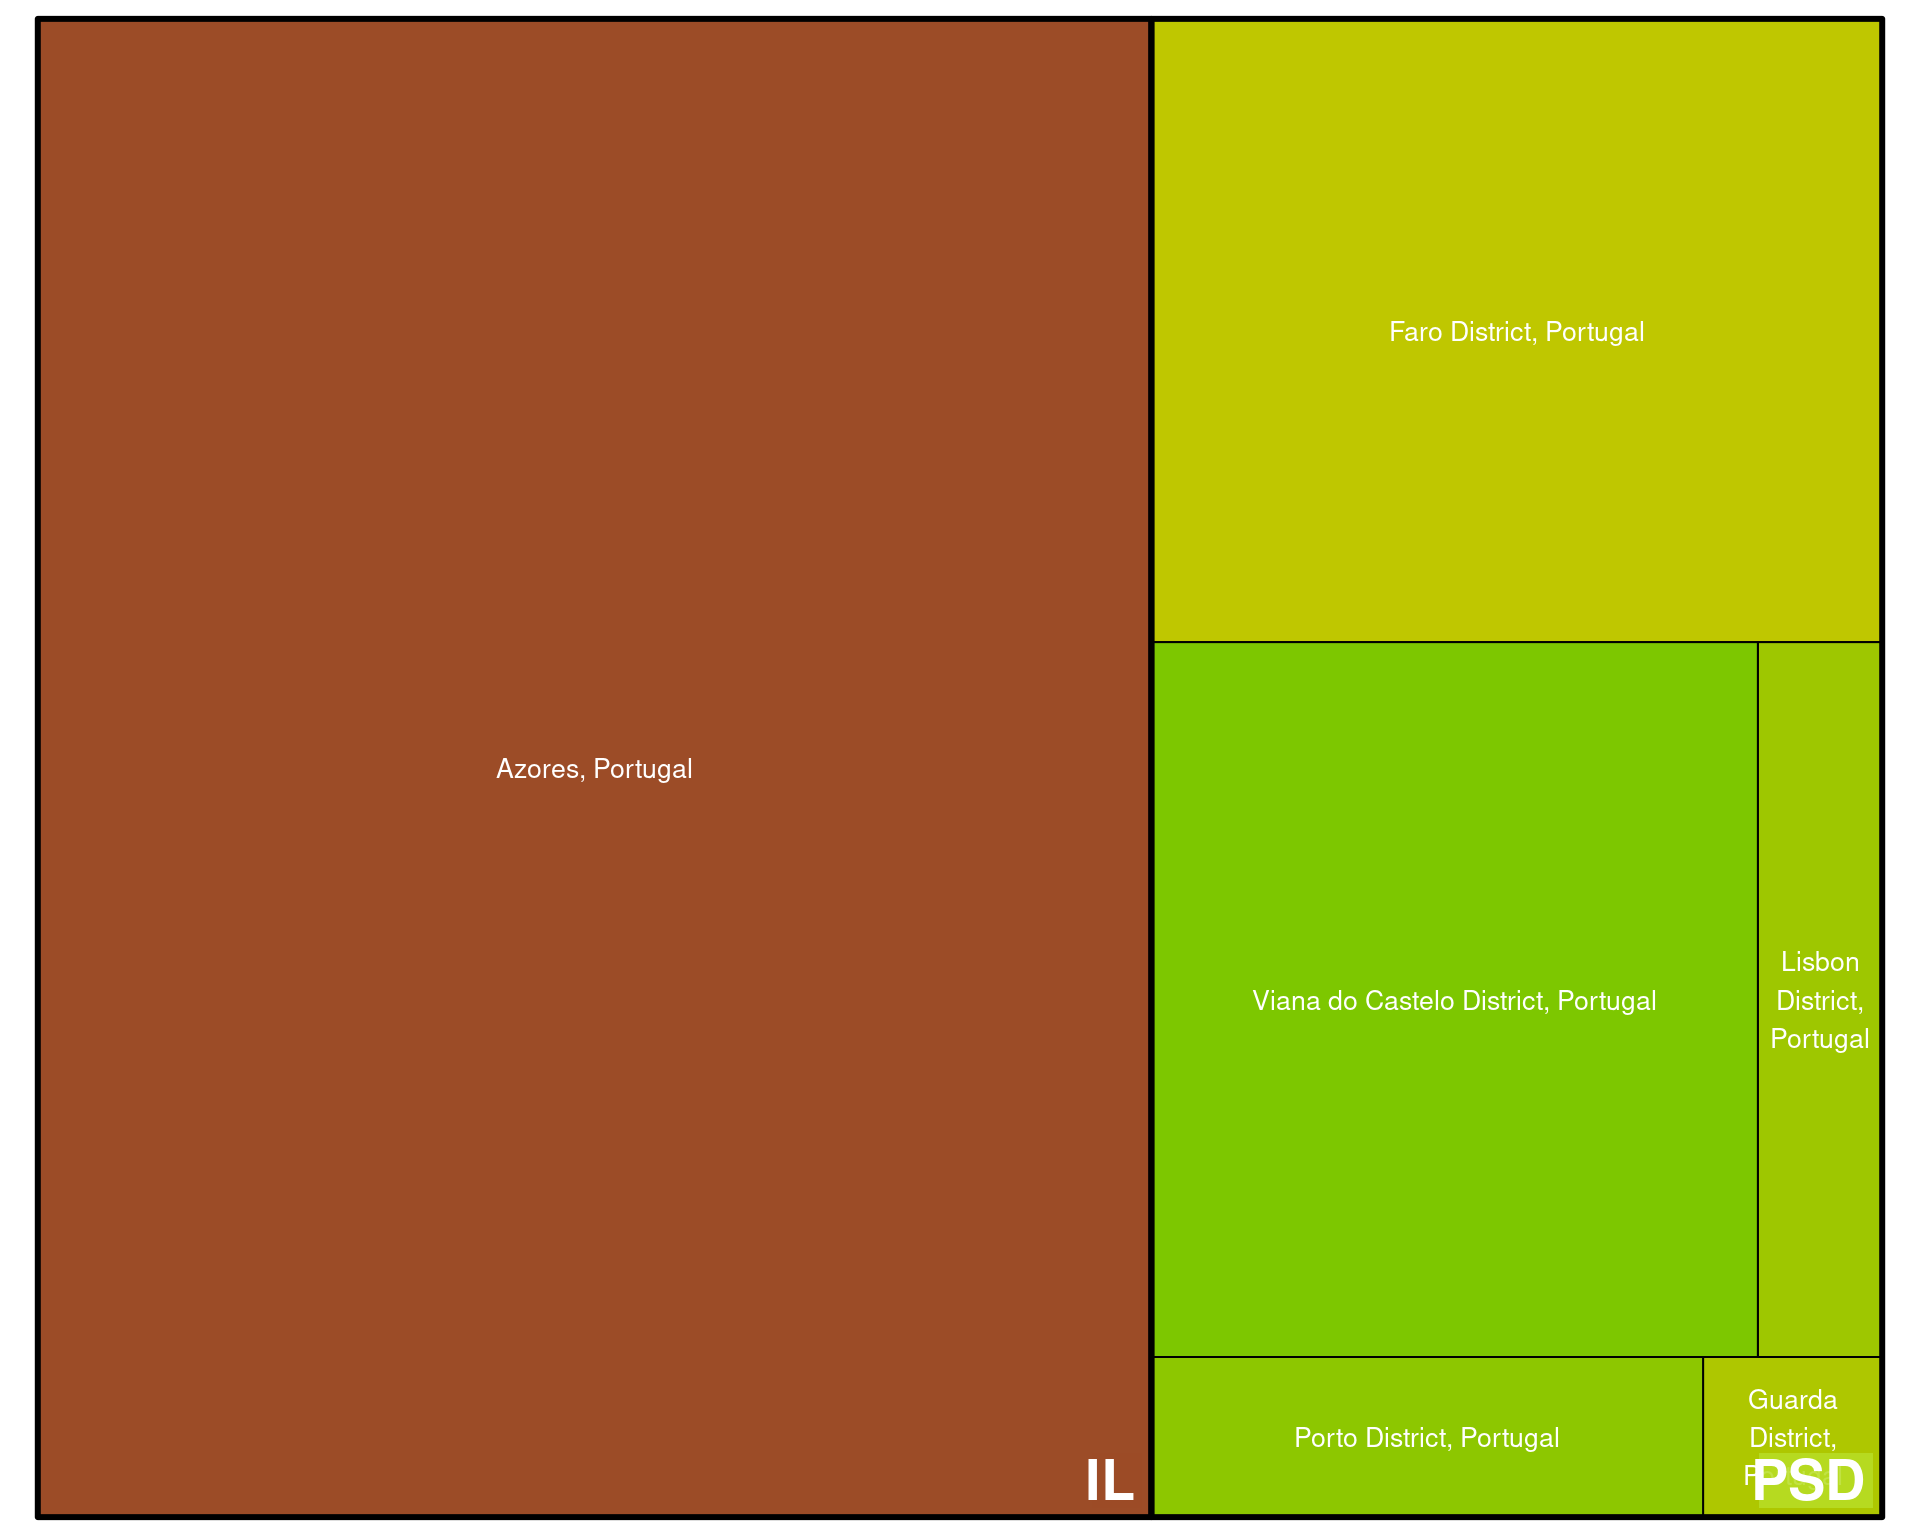 Faro District, Portugal
Azores, Portugal
Viana do Castelo District, Portugal
Lisbon
District,
Portugal
Porto District, Portugal
Guarda
District,
IL
PSD